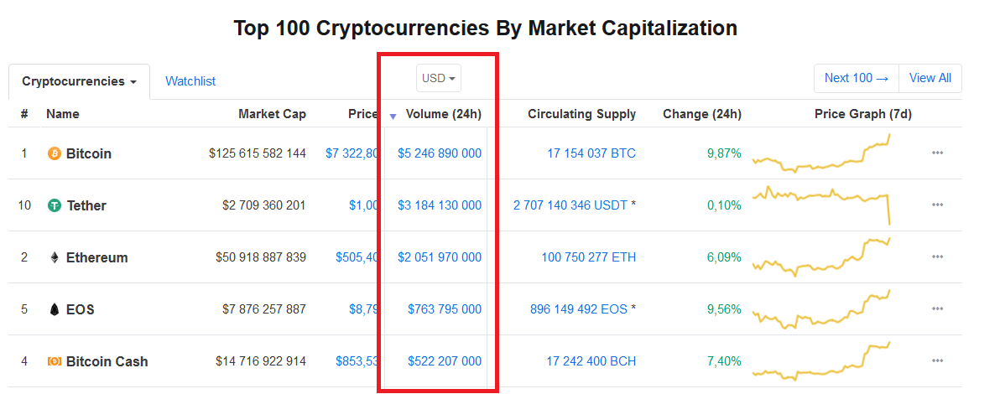 Top 100 Cryptocurrencies By Market Capitalization
Cryptocurrencies Watchlist USD Next 100 → View All
# Name Market Cap Price Volume (24h) Circulating Supply Change (24h) Price Graph (7d)
1 Bitcoin $125 615 582 144 $7 322,80 $5 246 890 000 17 154 037 BTC 9,87%
10 Tether $2 709 360 201 $1,00 $3 184 130 000 2 707 140 346 USDT * 0,10%
2 Ethereum $50 918 887 839 $505,40 $2 051 970 000 100 750 277 ETH 6,09%
5 EOS $7 876 257 887 $8,79 $763 795 000 896 149 492 EOS * 9,56%
4 Bitcoin Cash $14 716 922 914 $853,53 $522 207 000 17 242 400 BCH 7,40%